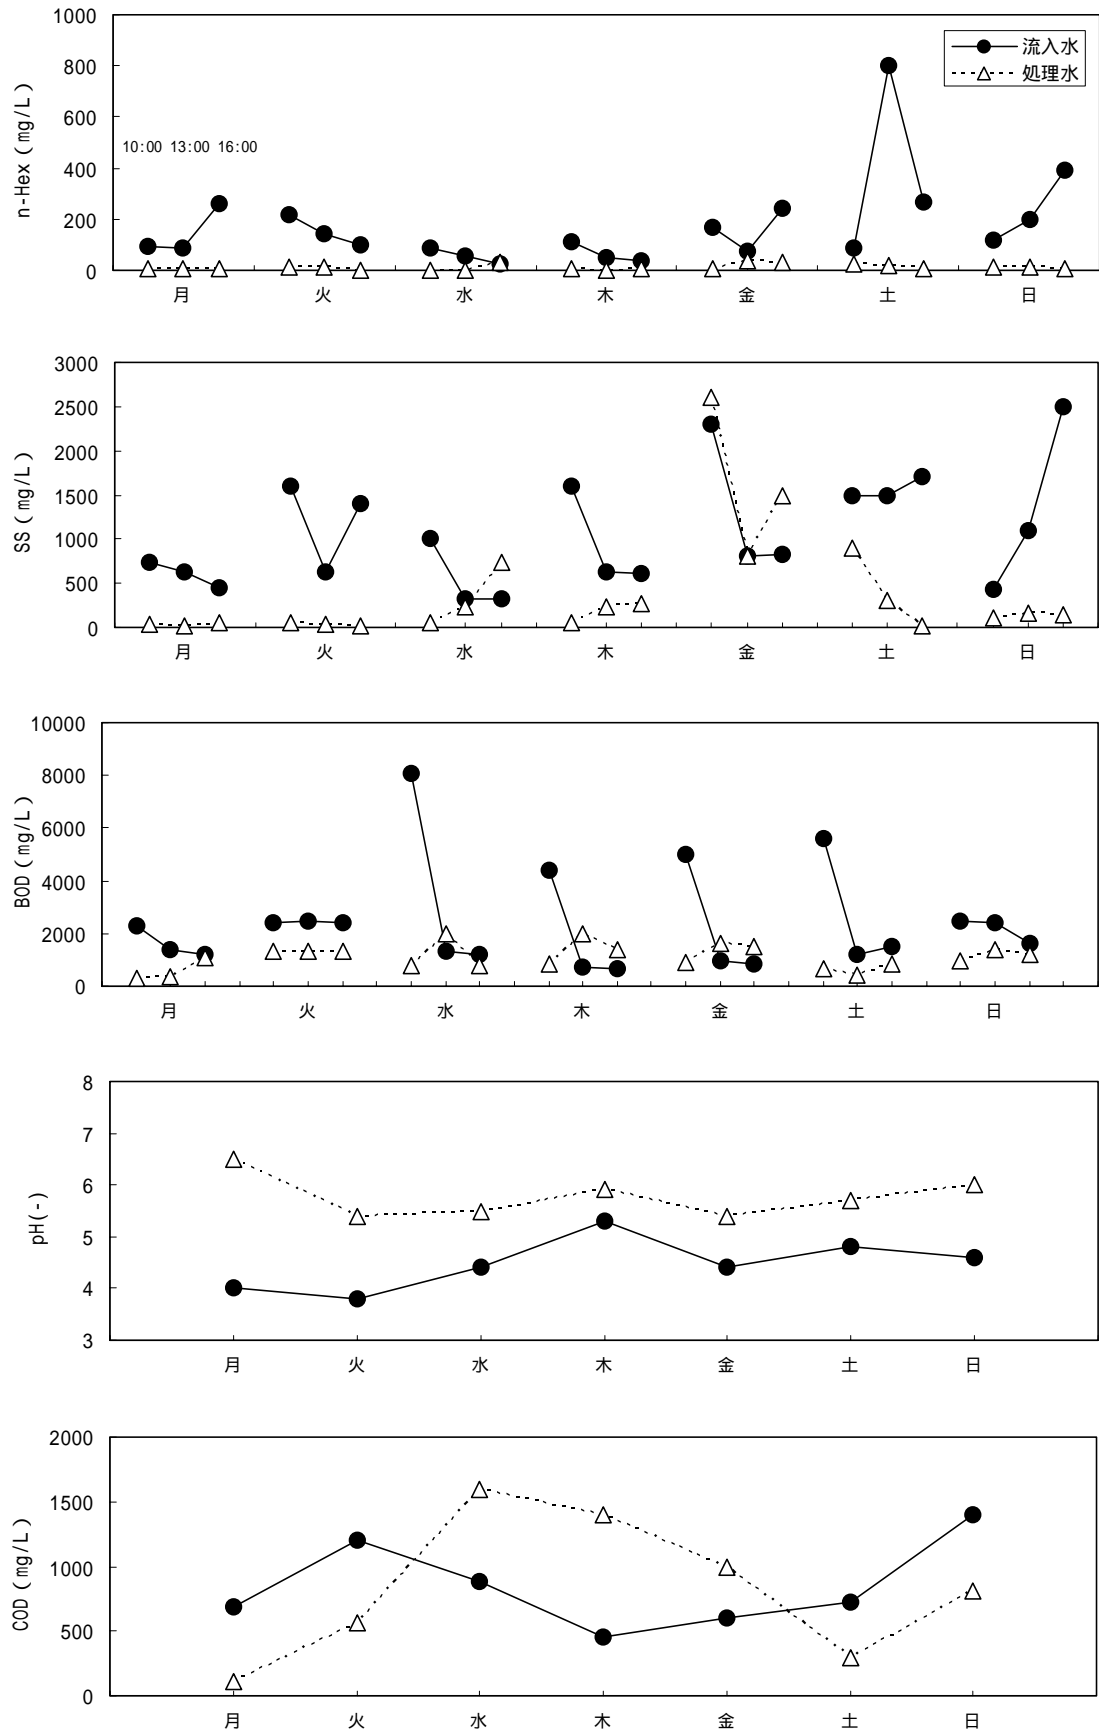 1000
800
600
400
200
0
n-Hex (mg/L)
流入水
処理水
10:00 13:00 16:00
月 火 水 木 金 土 日
3000
2500
2000
1500
1000
500
0
SS (mg/L)
月 火 水 木 金 土 日
10000
8000
6000
4000
2000
0
BOD (mg/L)
月 火 水 木 金 土 日
8
7
6
5
4
3
pH(-)
月 火 水 木 金 土 日
2000
1500
1000
500
0
COD (mg/L)
月 火 水 木 金 土 日